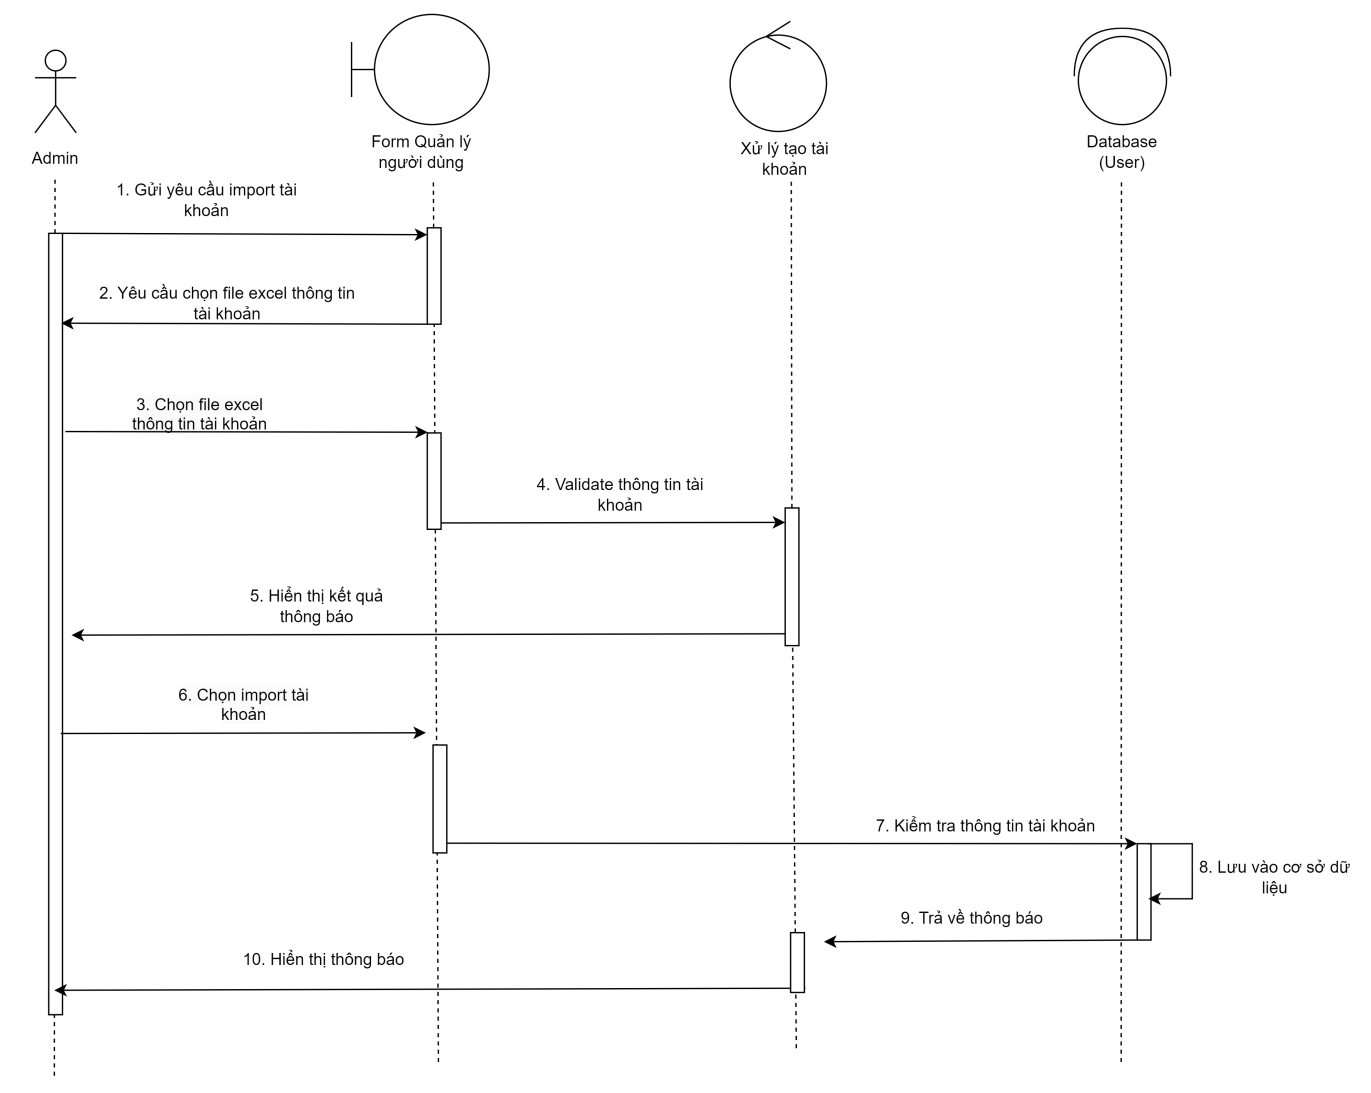 Admin
Form Quản lý
người dùng
Xử lý tạo tài
khoản
Database
(User)
1. Gửi yêu cầu import tài
khoản
2. Yêu cầu chọn file excel thông tin
tài khoản
3. Chọn file excel
thông tin tài khoản
4. Validate thông tin tài
khoản
5. Hiển thị kết quả
thông báo
6. Chọn import tài
khoản
7. Kiểm tra thông tin tài khoản
8. Lưu vào cơ sở dữ
liệu
9. Trả về thông báo
10. Hiển thị thông báo